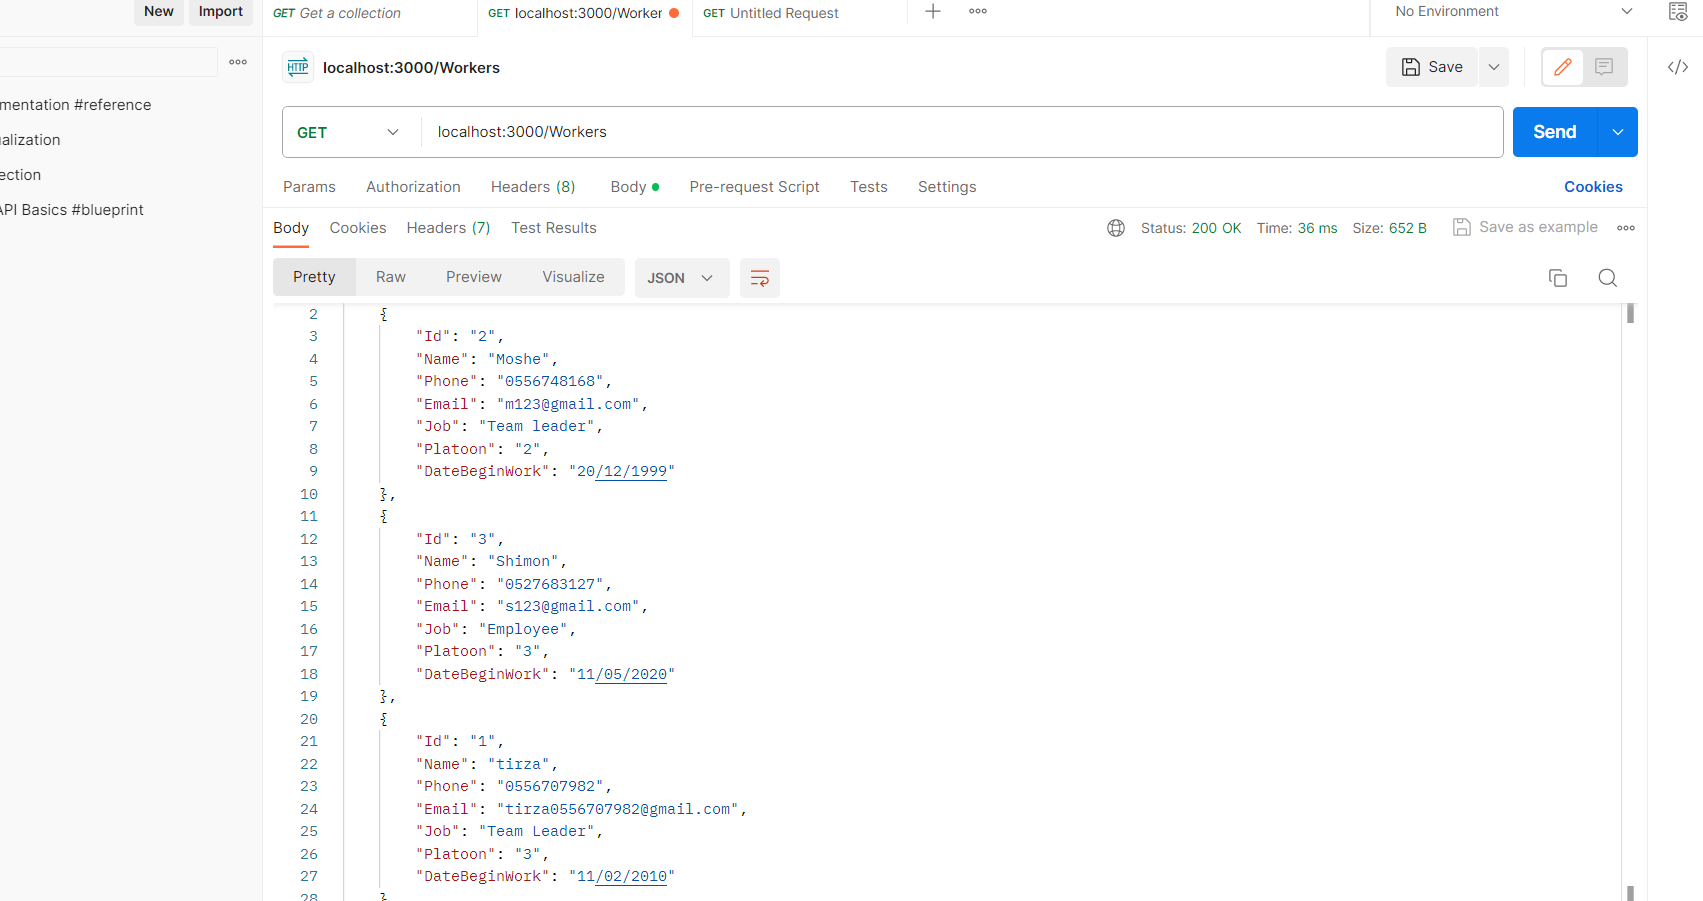 New Import GET Get a collection GET localhost:3000/Worker GET Untitled Request No Environment
localhost:3000/Workers Save
mentation #reference
GET localhost:3000/Workers Send
alization
ection
API Basics #blueprint
Params Authorization Headers (8) Body Pre-request Script Tests Settings Cookies
Body Cookies Headers (7) Test Results Status: 200 OK Time: 36 ms Size: 652 B Save as example
Pretty Raw Preview Visualize JSON
2 {
3 "Id": "2",
4 "Name": "Moshe",
5 "Phone": "0556748168",
6 "Email": "m123@gmail.com",
7 "Job": "Team leader",
8 "Platoon": "2",
9 "DateBeginWork": "20/12/1999"
10 },
11 {
12 "Id": "3",
13 "Name": "Shimon",
14 "Phone": "0527683127",
15 "Email": "s123@gmail.com",
16 "Job": "Employee",
17 "Platoon": "3",
18 "DateBeginWork": "11/05/2020"
19 },
20 {
21 "Id": "1",
22 "Name": "tirza",
23 "Phone": "0556707982",
24 "Email": "tirza0556707982@gmail.com",
25 "Job": "Team Leader",
26 "Platoon": "3",
27 "DateBeginWork": "11/02/2010"
28 }